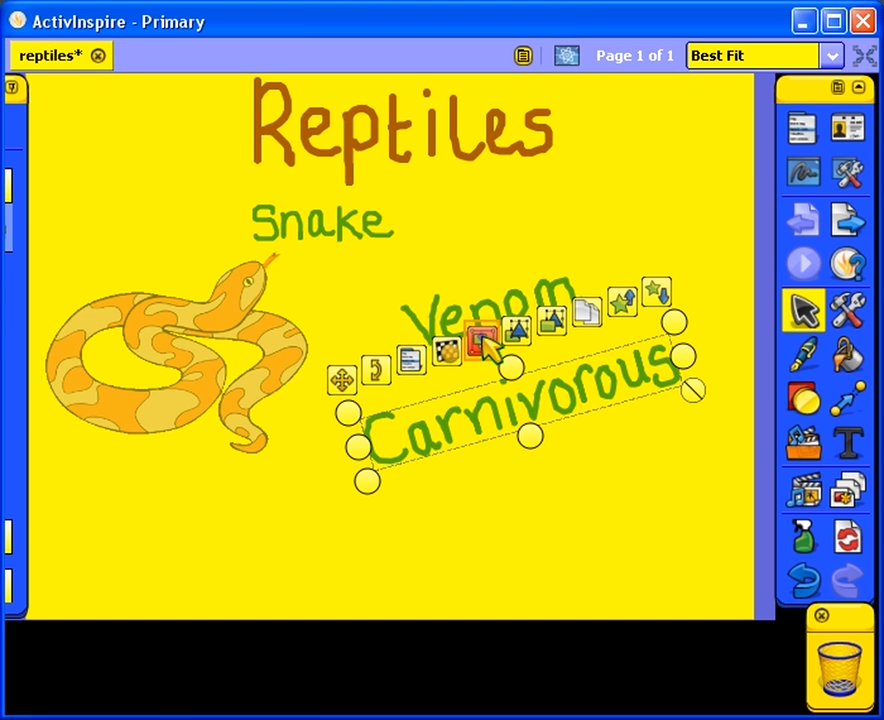 ActivInspire - Primary
reptiles*
Page 1 of 1
Best Fit
Reptiles
Snake
Venom
Carnivorous